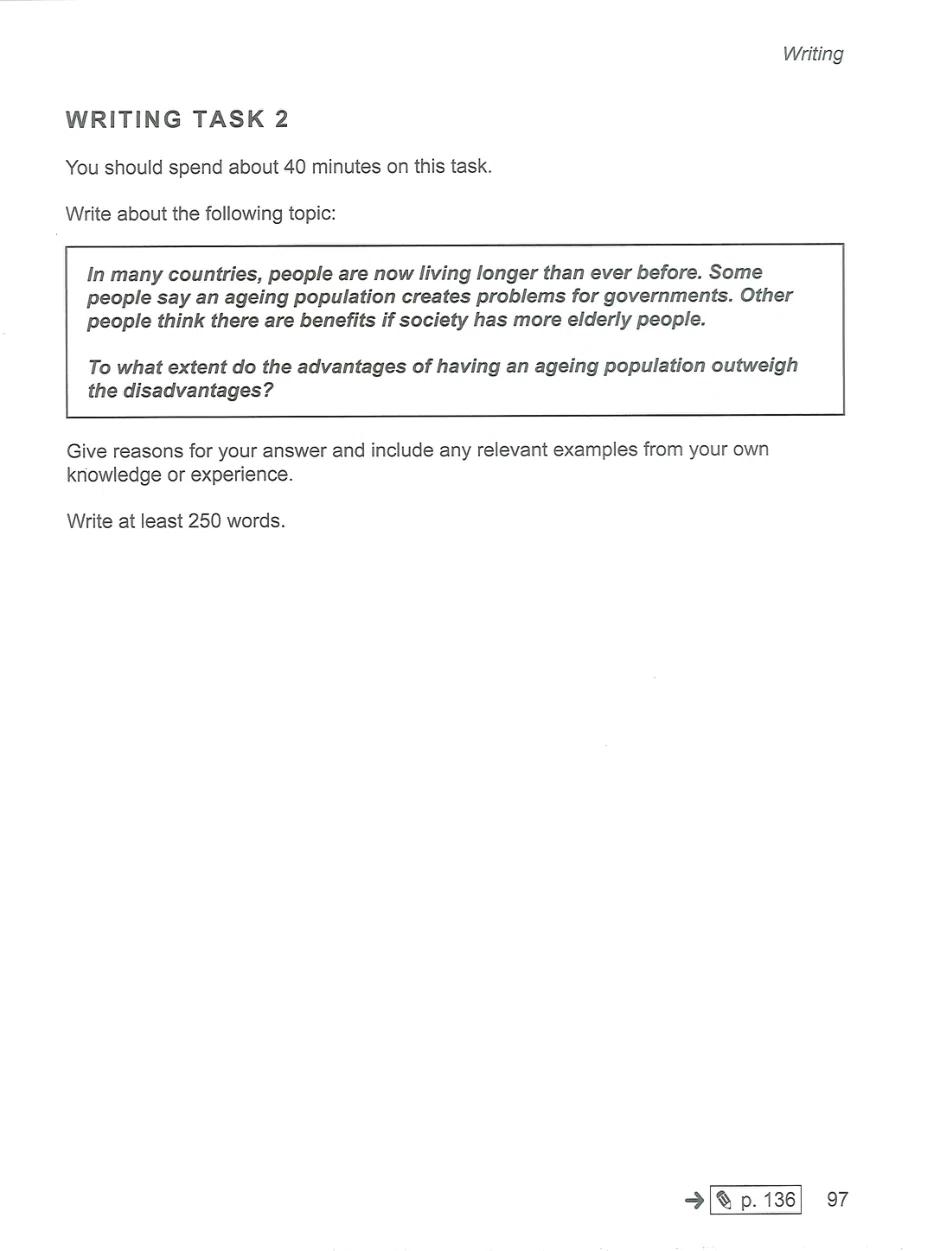 Writing
WRITING TASK 2
You should spend about 40 minutes on this task.
Write about the following topic:
In many countries, people are now living longer than ever before. Some
people say an ageing population creates problems for governments. Other
people think there are benefits if society has more elderly people.
To what extent do the advantages of having an ageing population outweigh
the disadvantages?
Give reasons for your answer and include any relevant examples from your own
knowledge or experience.
Write at least 250 words.
p. 136
97